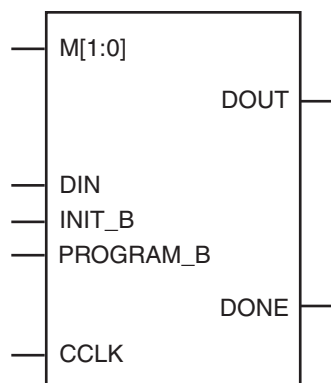 M[1:0]
DOUT
DIN
INIT_B
PROGRAM_B
DONE
CCLK